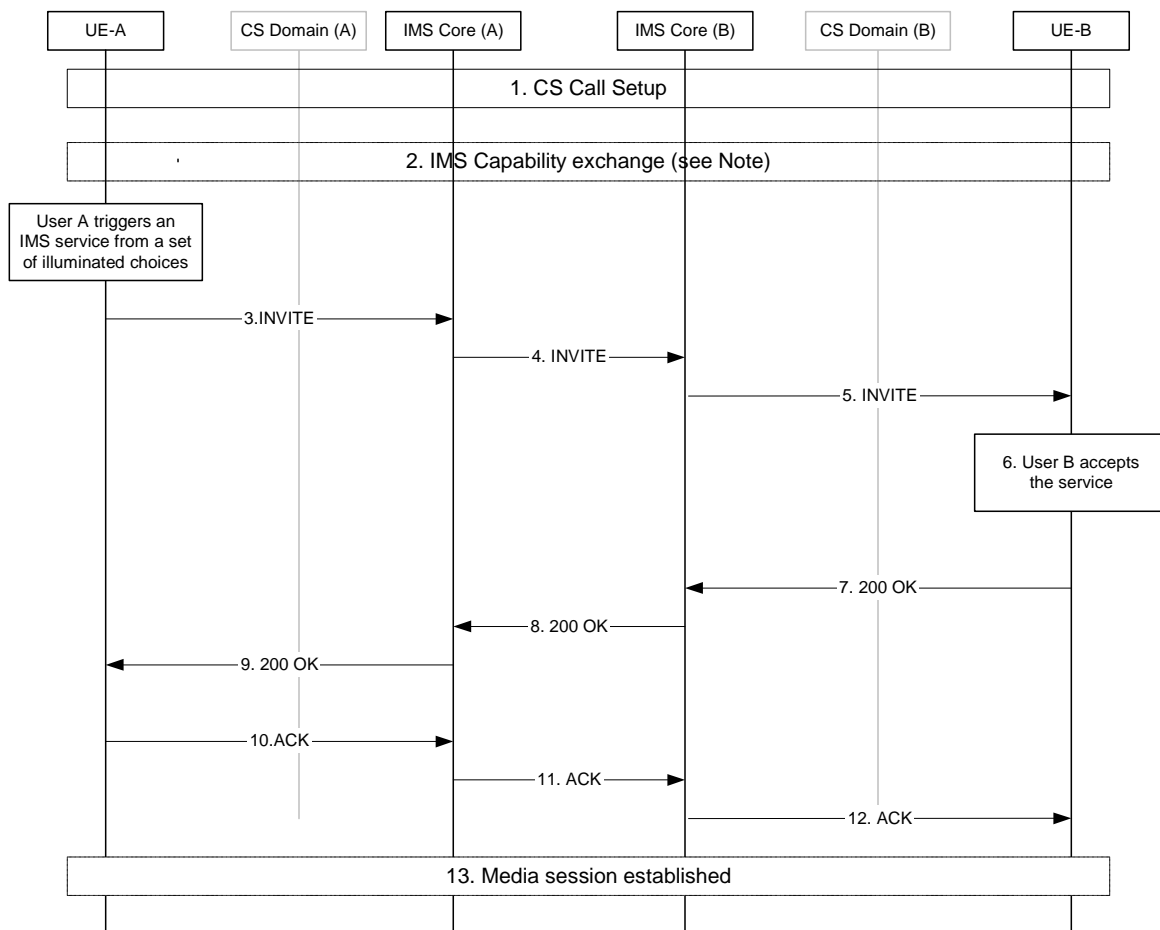 UE-A
CS Domain (A)
IMS Core (A)
IMS Core (B)
CS Domain (B)
UE-B
1. CS Call Setup
2. IMS Capability exchange (see Note)
User A triggers an
IMS service from a set
of illuminated choices
3.INVITE
4. INVITE
5. INVITE
6. User B accepts
the service
7. 200 OK
8. 200 OK
9. 200 OK
10.ACK
11. ACK
12. ACK
13. Media session established